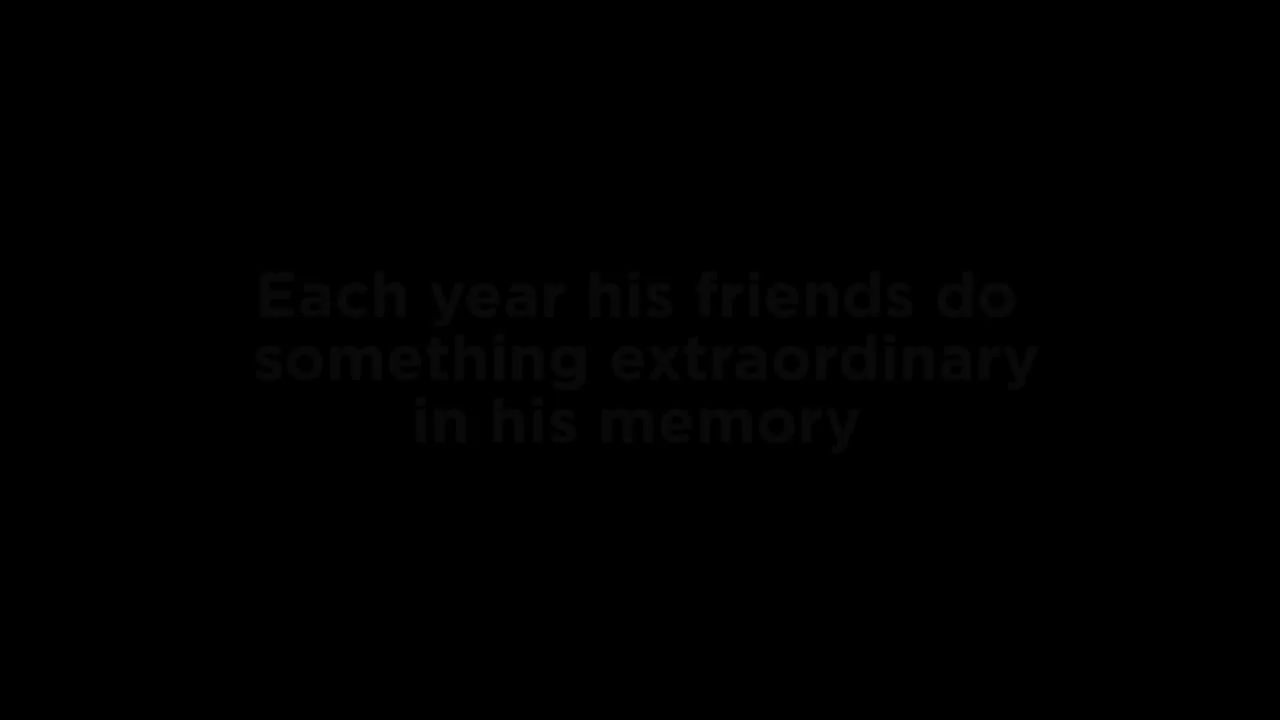 Each year his friends do
something extraordinary
in his memory